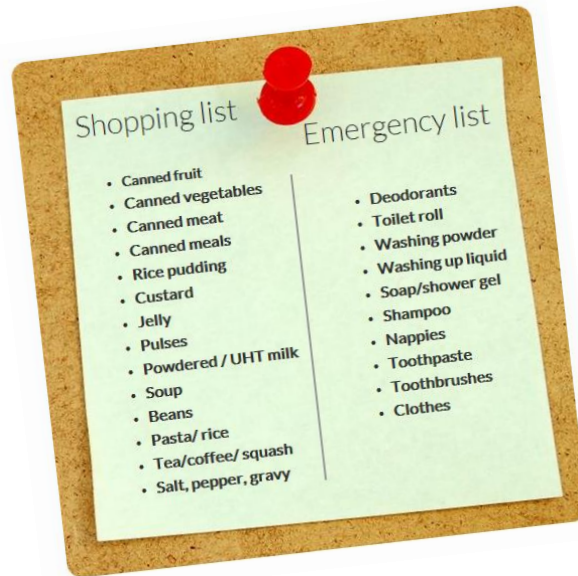 Shopping list
• Canned fruit
• Canned vegetables
• Canned meat
• Canned meals
• Rice pudding
• Custard
• Jelly
• Pulses
• Powdered / UHT milk
• Soup
• Beans
• Pasta/ rice
• Tea/coffee/ squash
• Salt, pepper, gravy
Emergency list
• Deodorants
• Toilet roll
• Washing powder
• Washing up liquid
• Soap/shower gel
• Shampoo
• Nappies
• Toothpaste
• Toothbrushes
• Clothes